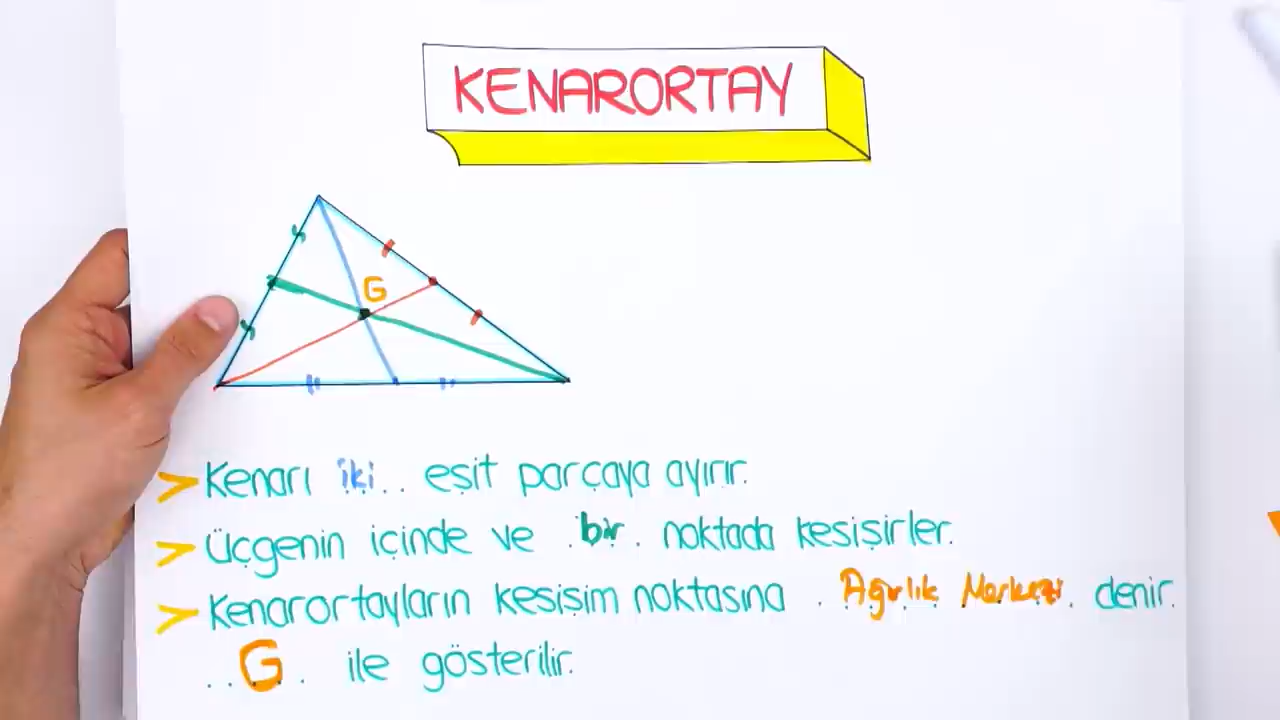 KENARORTAY
G
> Kenarı iki.. eşit parçaya ayırır.
> Üçgenin içinde ve .bir. noktada kesişirler.
> Kenarortayların kesişim noktasına . Ağırlık Merkezi . denir.
..G. ile gösterilir.